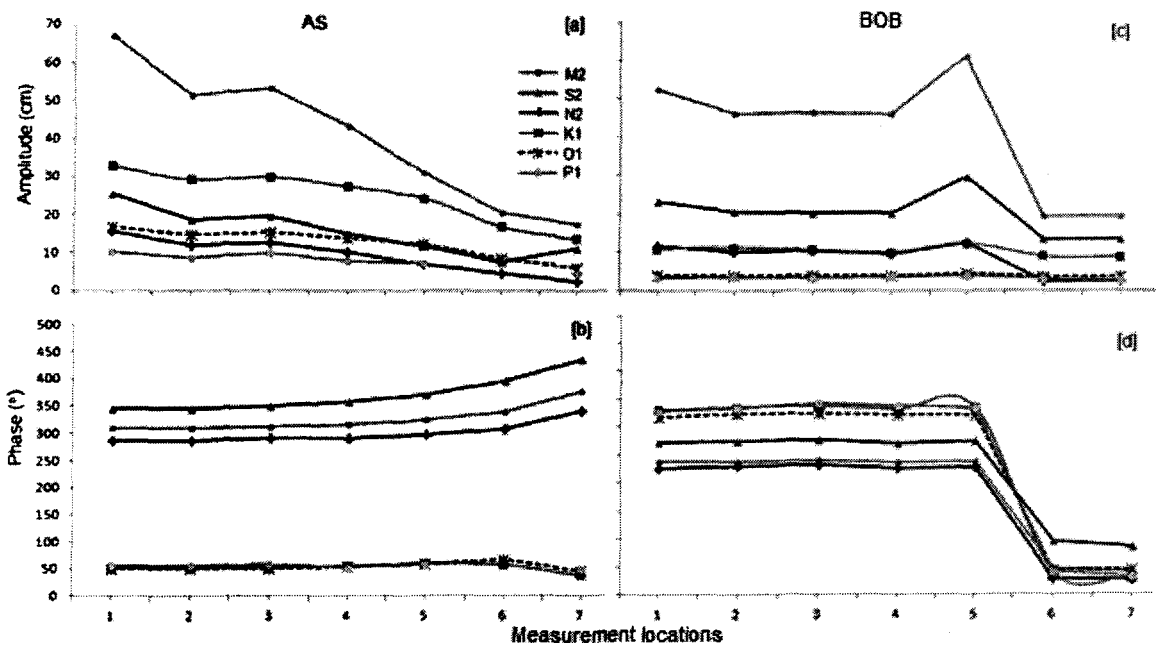 AS
BOB
[a]
[c]
70
60
50
40
30
20
10
0
Amplitude (cm)
M2
S2
N2
K1
O1
P1
[b]
[d]
500
450
400
350
300
250
200
150
100
50
0
Phase (°)
1 2 3 4 5 6 7
1 2 3 4 5 6 7
Measurement locations